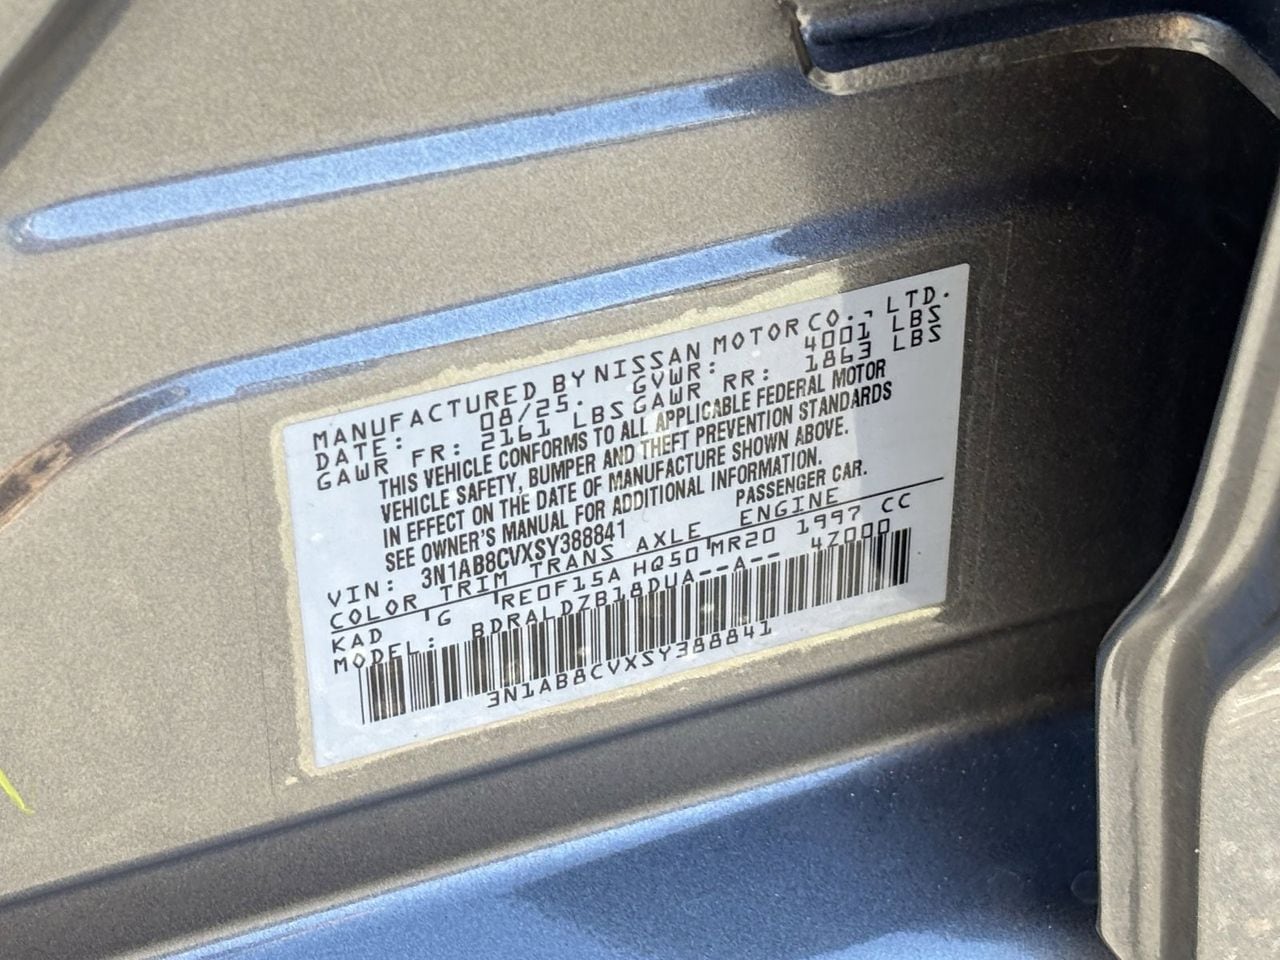 MANUFACTURED BY NISSAN MOTOR CO., LTD.
DATE: 08/25. GVWR: 4001 LBS
GAWR FR: 2161 LBS GAWR RR: 1863 LBS
THIS VEHICLE CONFORMS TO ALL APPLICABLE FEDERAL MOTOR
VEHICLE SAFETY, BUMPER AND THEFT PREVENTION STANDARDS
IN EFFECT ON THE DATE OF MANUFACTURE SHOWN ABOVE.
SEE OWNER'S MANUAL FOR ADDITIONAL INFORMATION.
VIN: 3N1AB8CVXSY388841 PASSENGER CAR.
COLOR TRIM TRANS AXLE ENGINE
KAD G RE0F15A HQ50 MR20 1997 CC
MODEL: BDRALDZB18DUA--A-- 4Z000
3N1AB8CVXSY388841